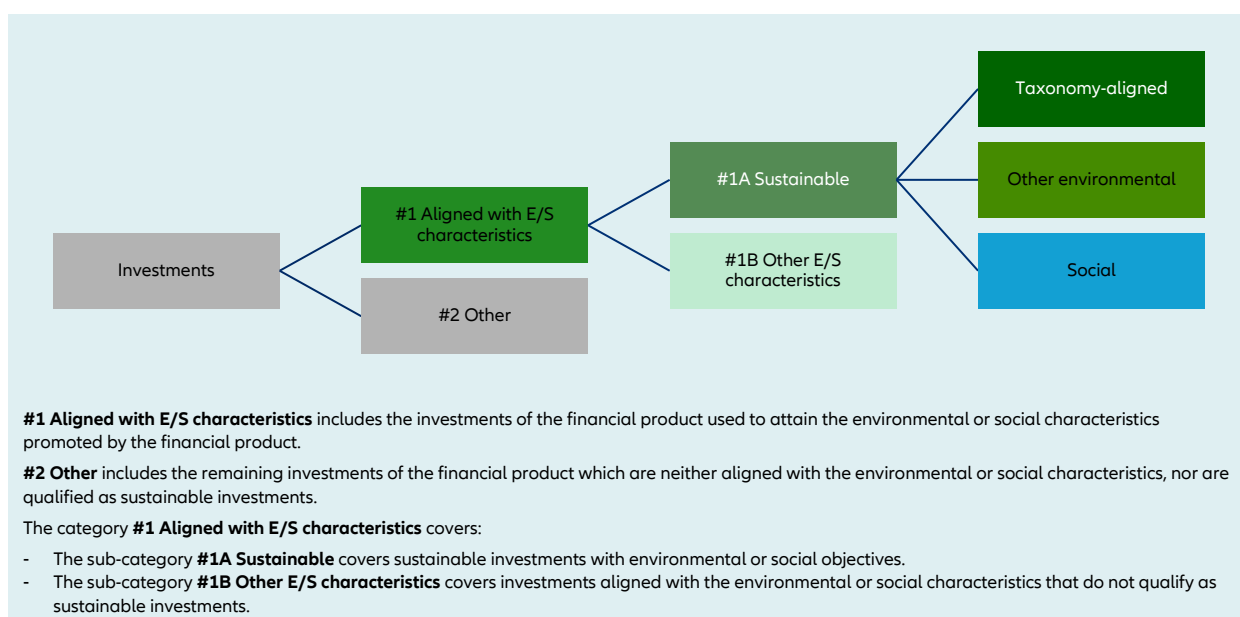 Taxonomy-aligned
#1A Sustainable
Other environmental
#1 Aligned with E/S
characteristics
#1B Other E/S
characteristics
Investments
Social
#2 Other
#1 Aligned with E/S characteristics includes the investments of the financial product used to attain the environmental or social characteristics
promoted by the financial product.
#2 Other includes the remaining investments of the financial product which are neither aligned with the environmental or social characteristics, nor are
qualified as sustainable investments.
The category #1 Aligned with E/S characteristics covers:
- The sub-category #1A Sustainable covers sustainable investments with environmental or social objectives.
- The sub-category #1B Other E/S characteristics covers investments aligned with the environmental or social characteristics that do not qualify as
sustainable investments.